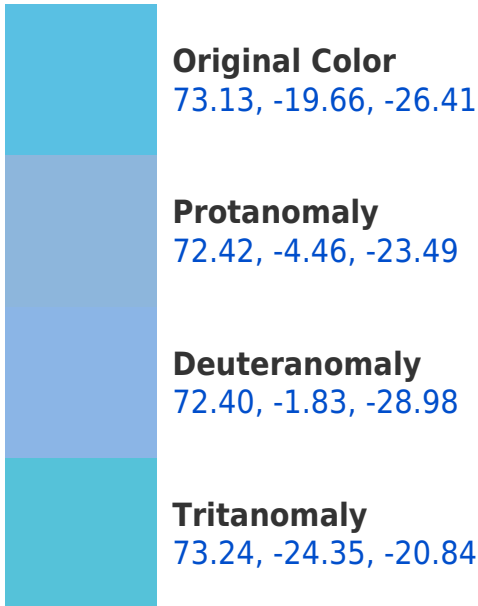 Original Color
73.13, -19.66, -26.41
Protanomaly
72.42, -4.46, -23.49
Deuteranomaly
72.40, -1.83, -28.98
Tritanomaly
73.24, -24.35, -20.84